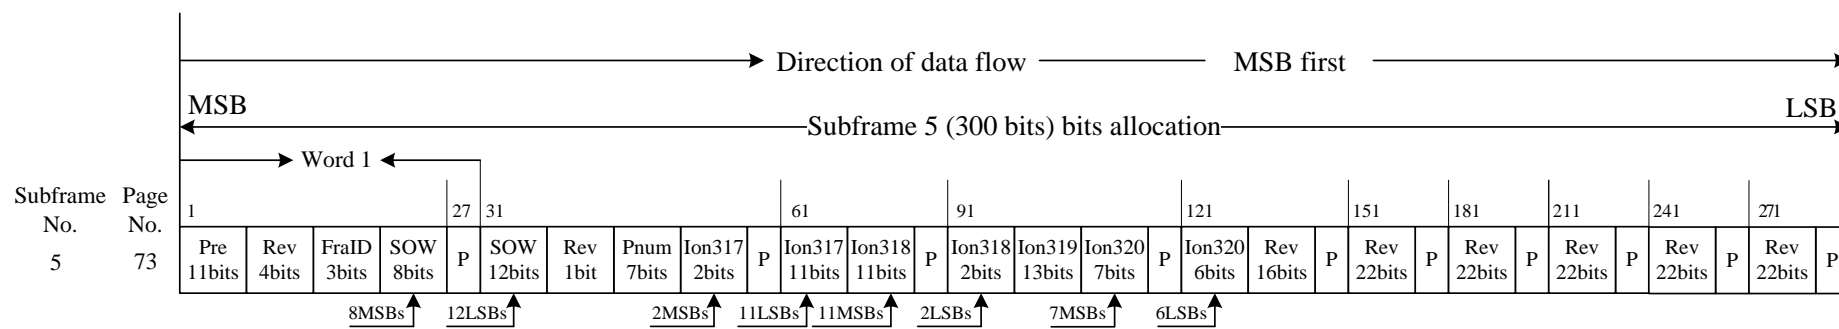 Direction of data flow MSB first
MSB LSB
Subframe 5 (300 bits) bits allocation
Word 1
Subframe Page
No. No.
1 27 31 61 91 121 151 181 211 241 271
5 73
Pre Rev FraID SOW P SOW Rev Pnum Ion317 P Ion317 Ion318 P Ion318 Ion319 Ion320 P Ion320 Rev P Rev P Rev P Rev P Rev P Rev P
11bits 4bits 3bits 8bits 12bits 1bit 7bits 2bits 11bits 11bits 2bits 13bits 7bits 6bits 16bits 22bits 22bits 22bits 22bits 22bits
8MSBs 12LSBs 2MSBs 11LSBs 11MSBs 2LSBs 7MSBs 6LSBs